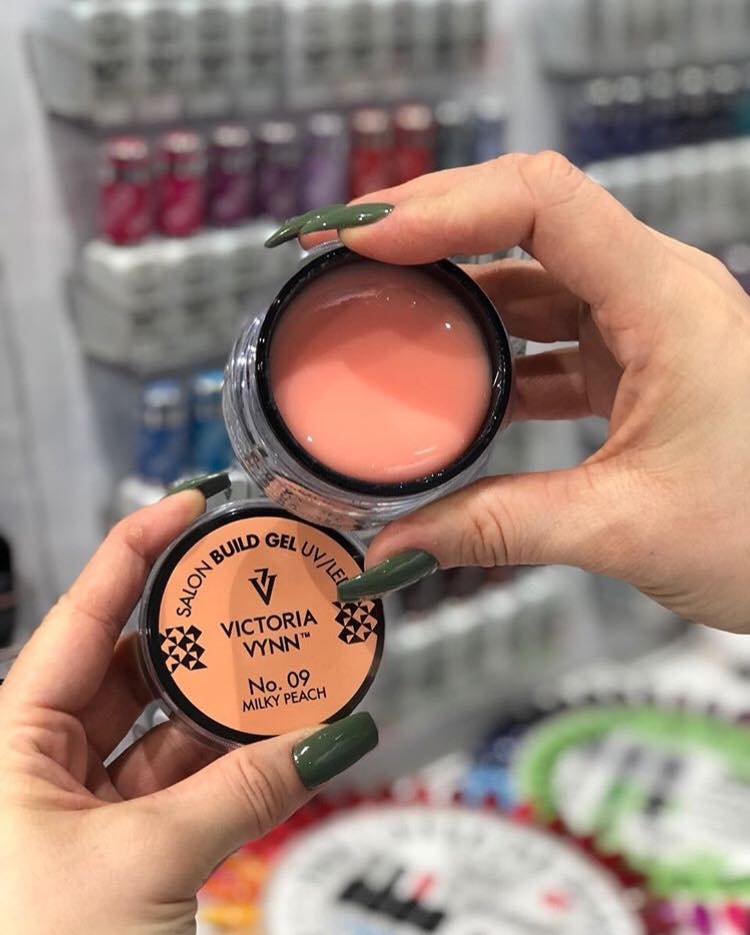 SALON BUILD GEL UV/LED
VICTORIA
VYNN™
No. 09
MILKY PEACH